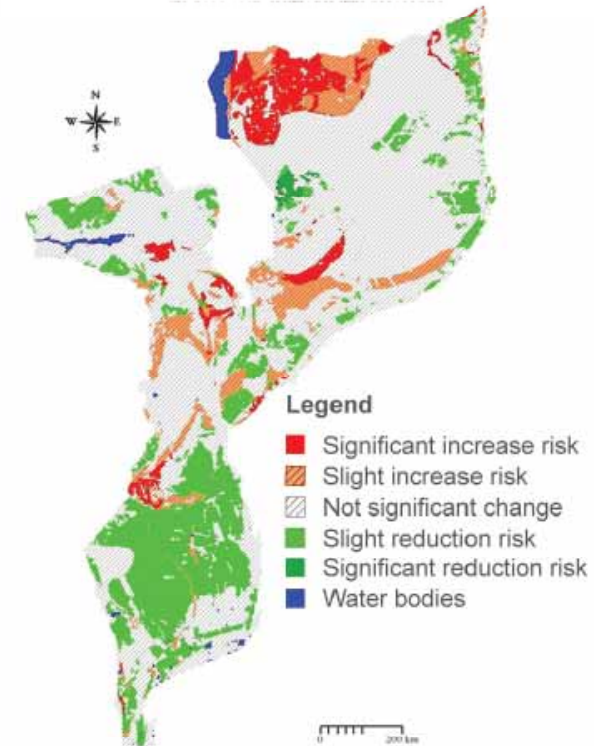 N
W E
S
Legend
Significant increase risk
Slight increase risk
Not significant change
Slight reduction risk
Significant reduction risk
Water bodies
0 200 km